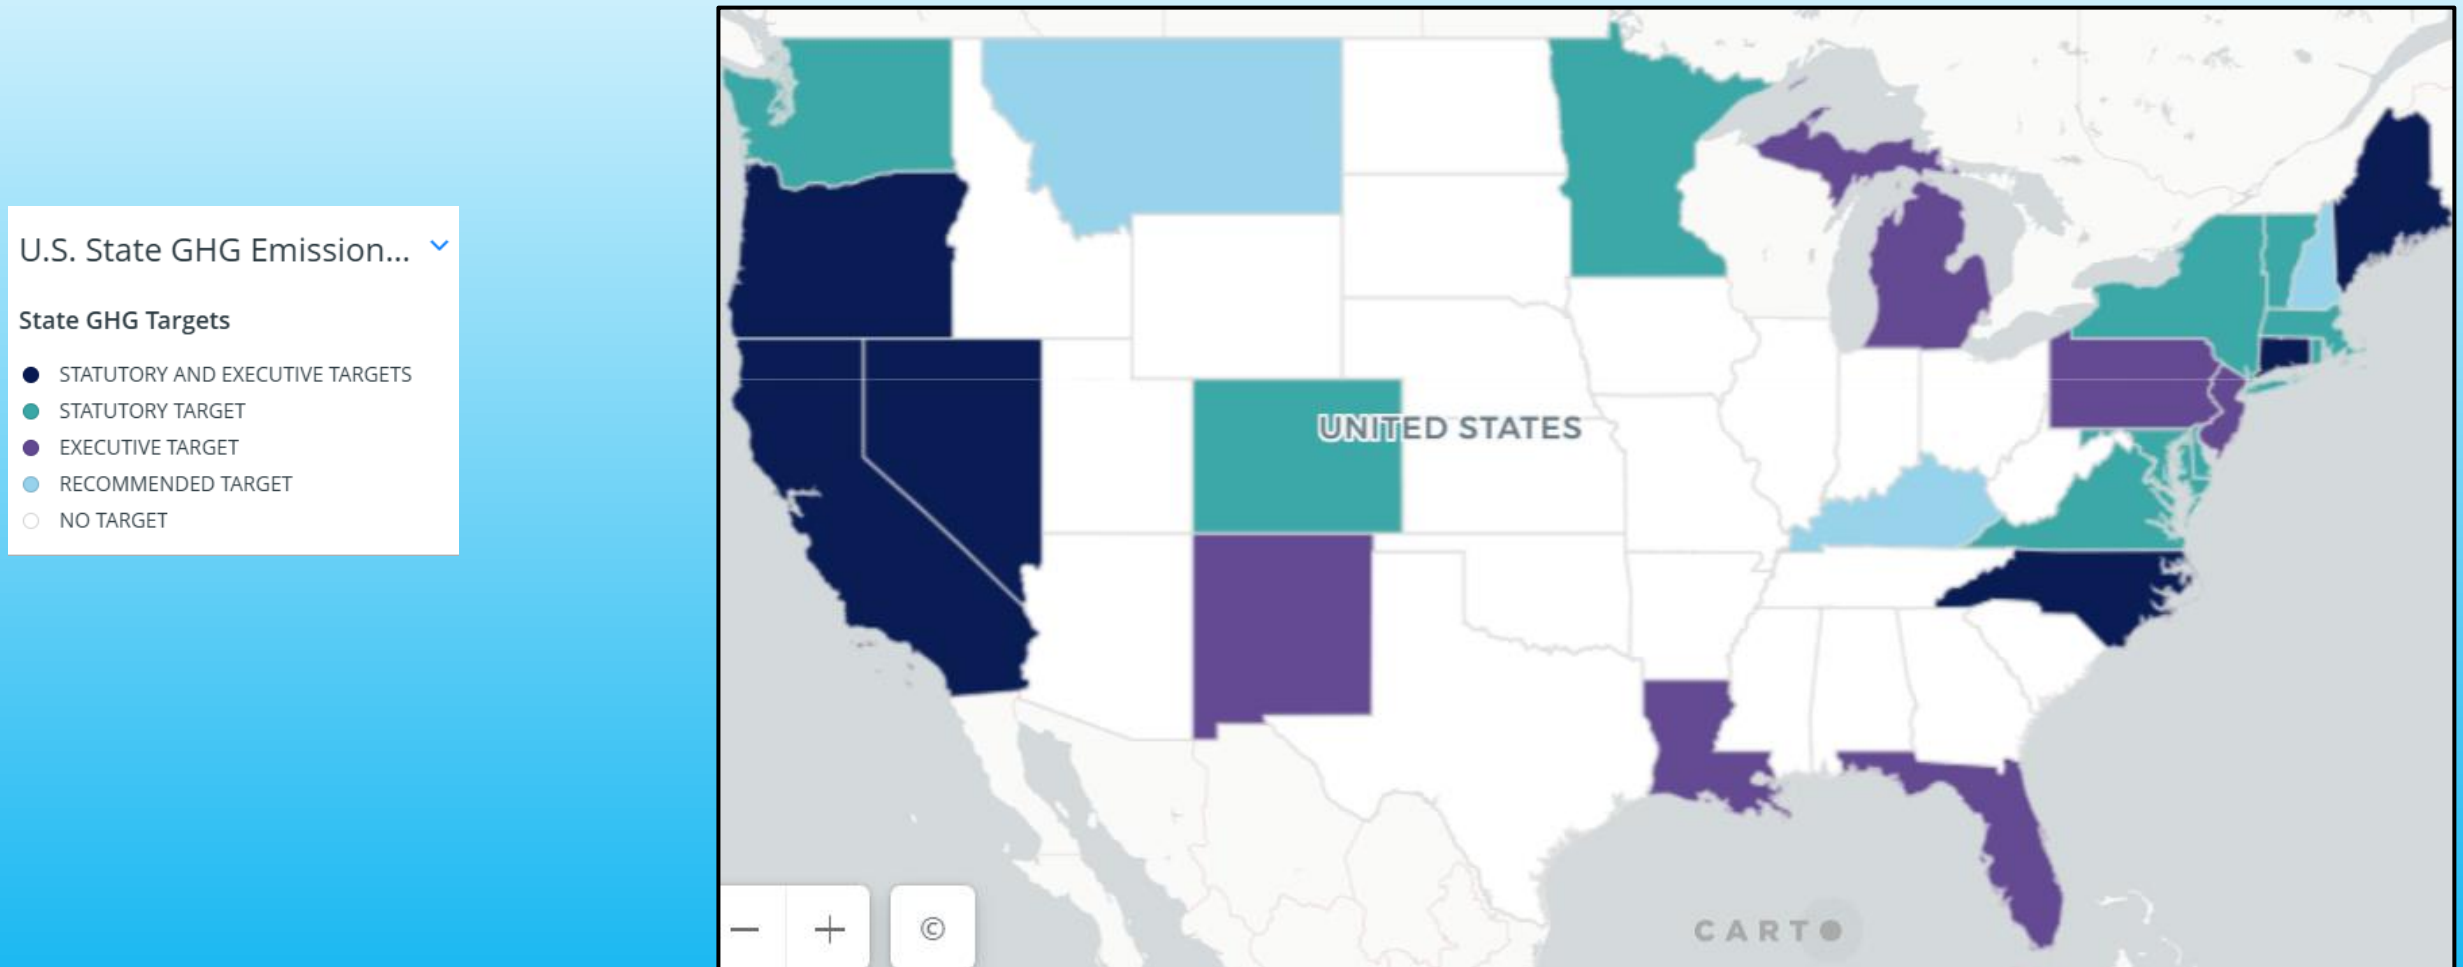 U.S. State GHG Emission...
State GHG Targets
STATUTORY AND EXECUTIVE TARGETS
STATUTORY TARGET
EXECUTIVE TARGET
RECOMMENDED TARGET
NO TARGET
UNITED STATES
− + ©
CARTO